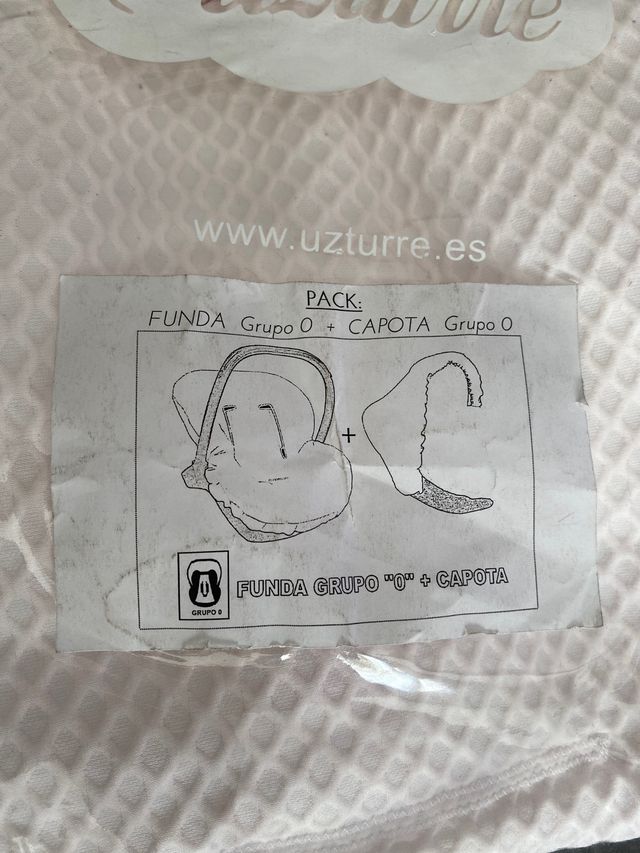 www.uzturre.es
PACK:
FUNDA Grupo 0 + CAPOTA Grupo 0
+
GRUPO 0
FUNDA GRUPO "0" + CAPOTA